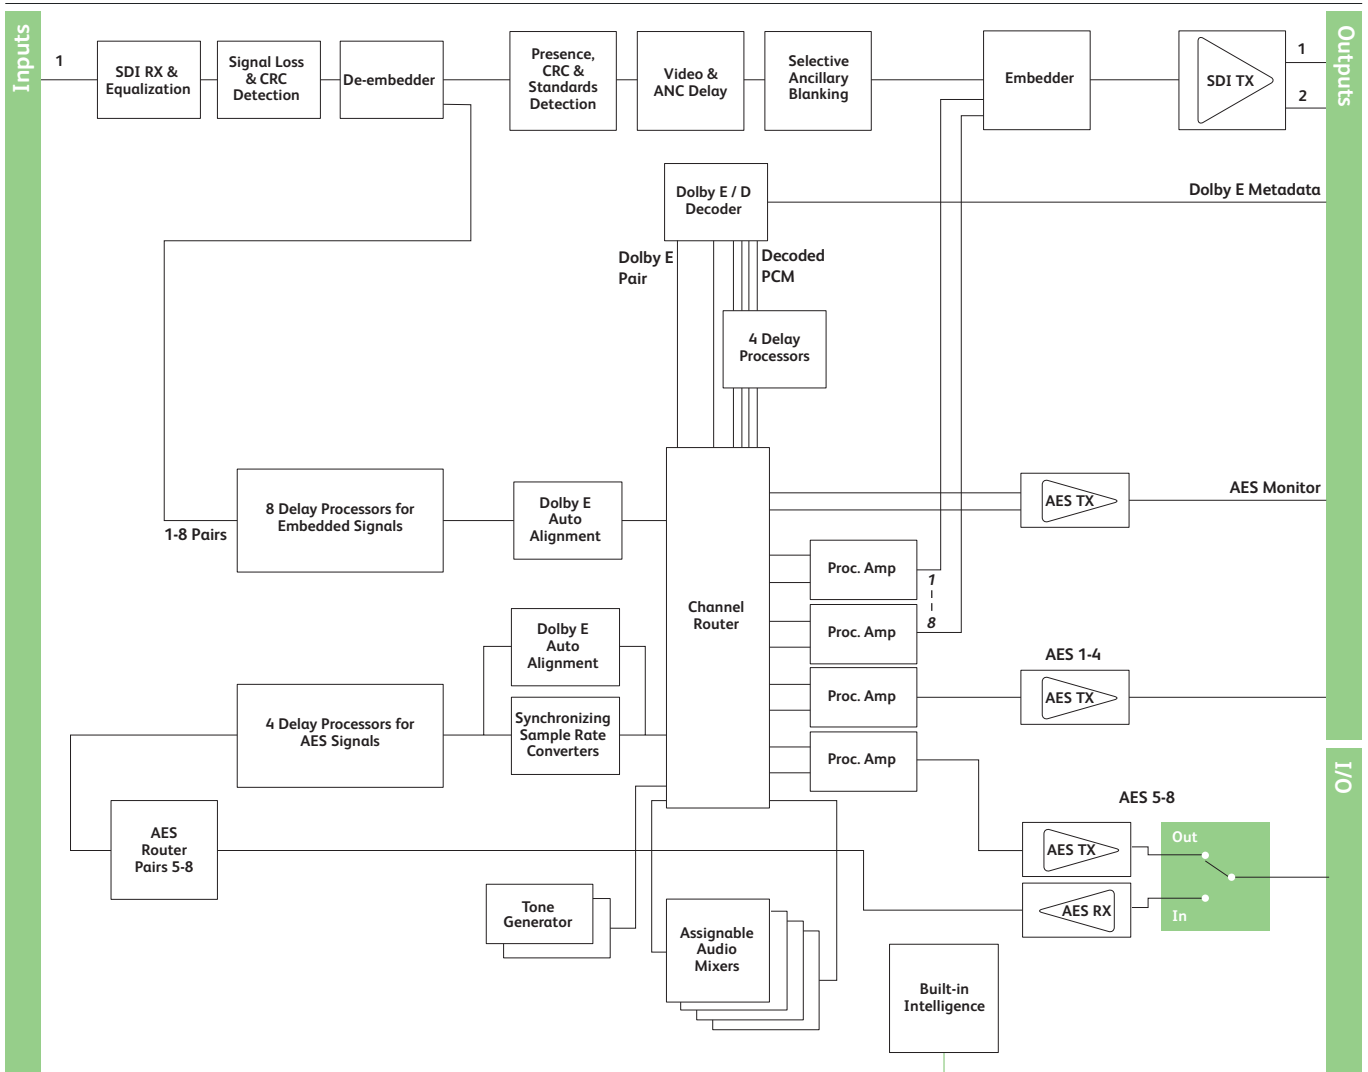 Inputs
1
SDI RX &
Equalization
Signal Loss
& CRC
Detection
De-embedder
Presence,
CRC &
Standards
Detection
Video &
ANC Delay
Selective
Ancillary
Blanking
Embedder
SDI TX
1
2
Outputs
Dolby E / D
Decoder
Dolby E Metadata
Dolby E
Pair
Decoded
PCM
4 Delay
Processors
1-8 Pairs
8 Delay Processors for
Embedded Signals
Dolby E
Auto
Alignment
Channel
Router
AES TX
AES Monitor
Proc. Amp
1
8
Proc. Amp
Dolby E
Auto
Alignment
4 Delay Processors for
AES Signals
Synchronizing
Sample Rate
Converters
Proc. Amp
AES 1-4
AES TX
Proc. Amp
I/O
AES 5-8
AES
Router
Pairs 5-8
AES TX
Out
AES RX
In
Tone
Generator
Assignable
Audio
Mixers
Built-in
Intelligence